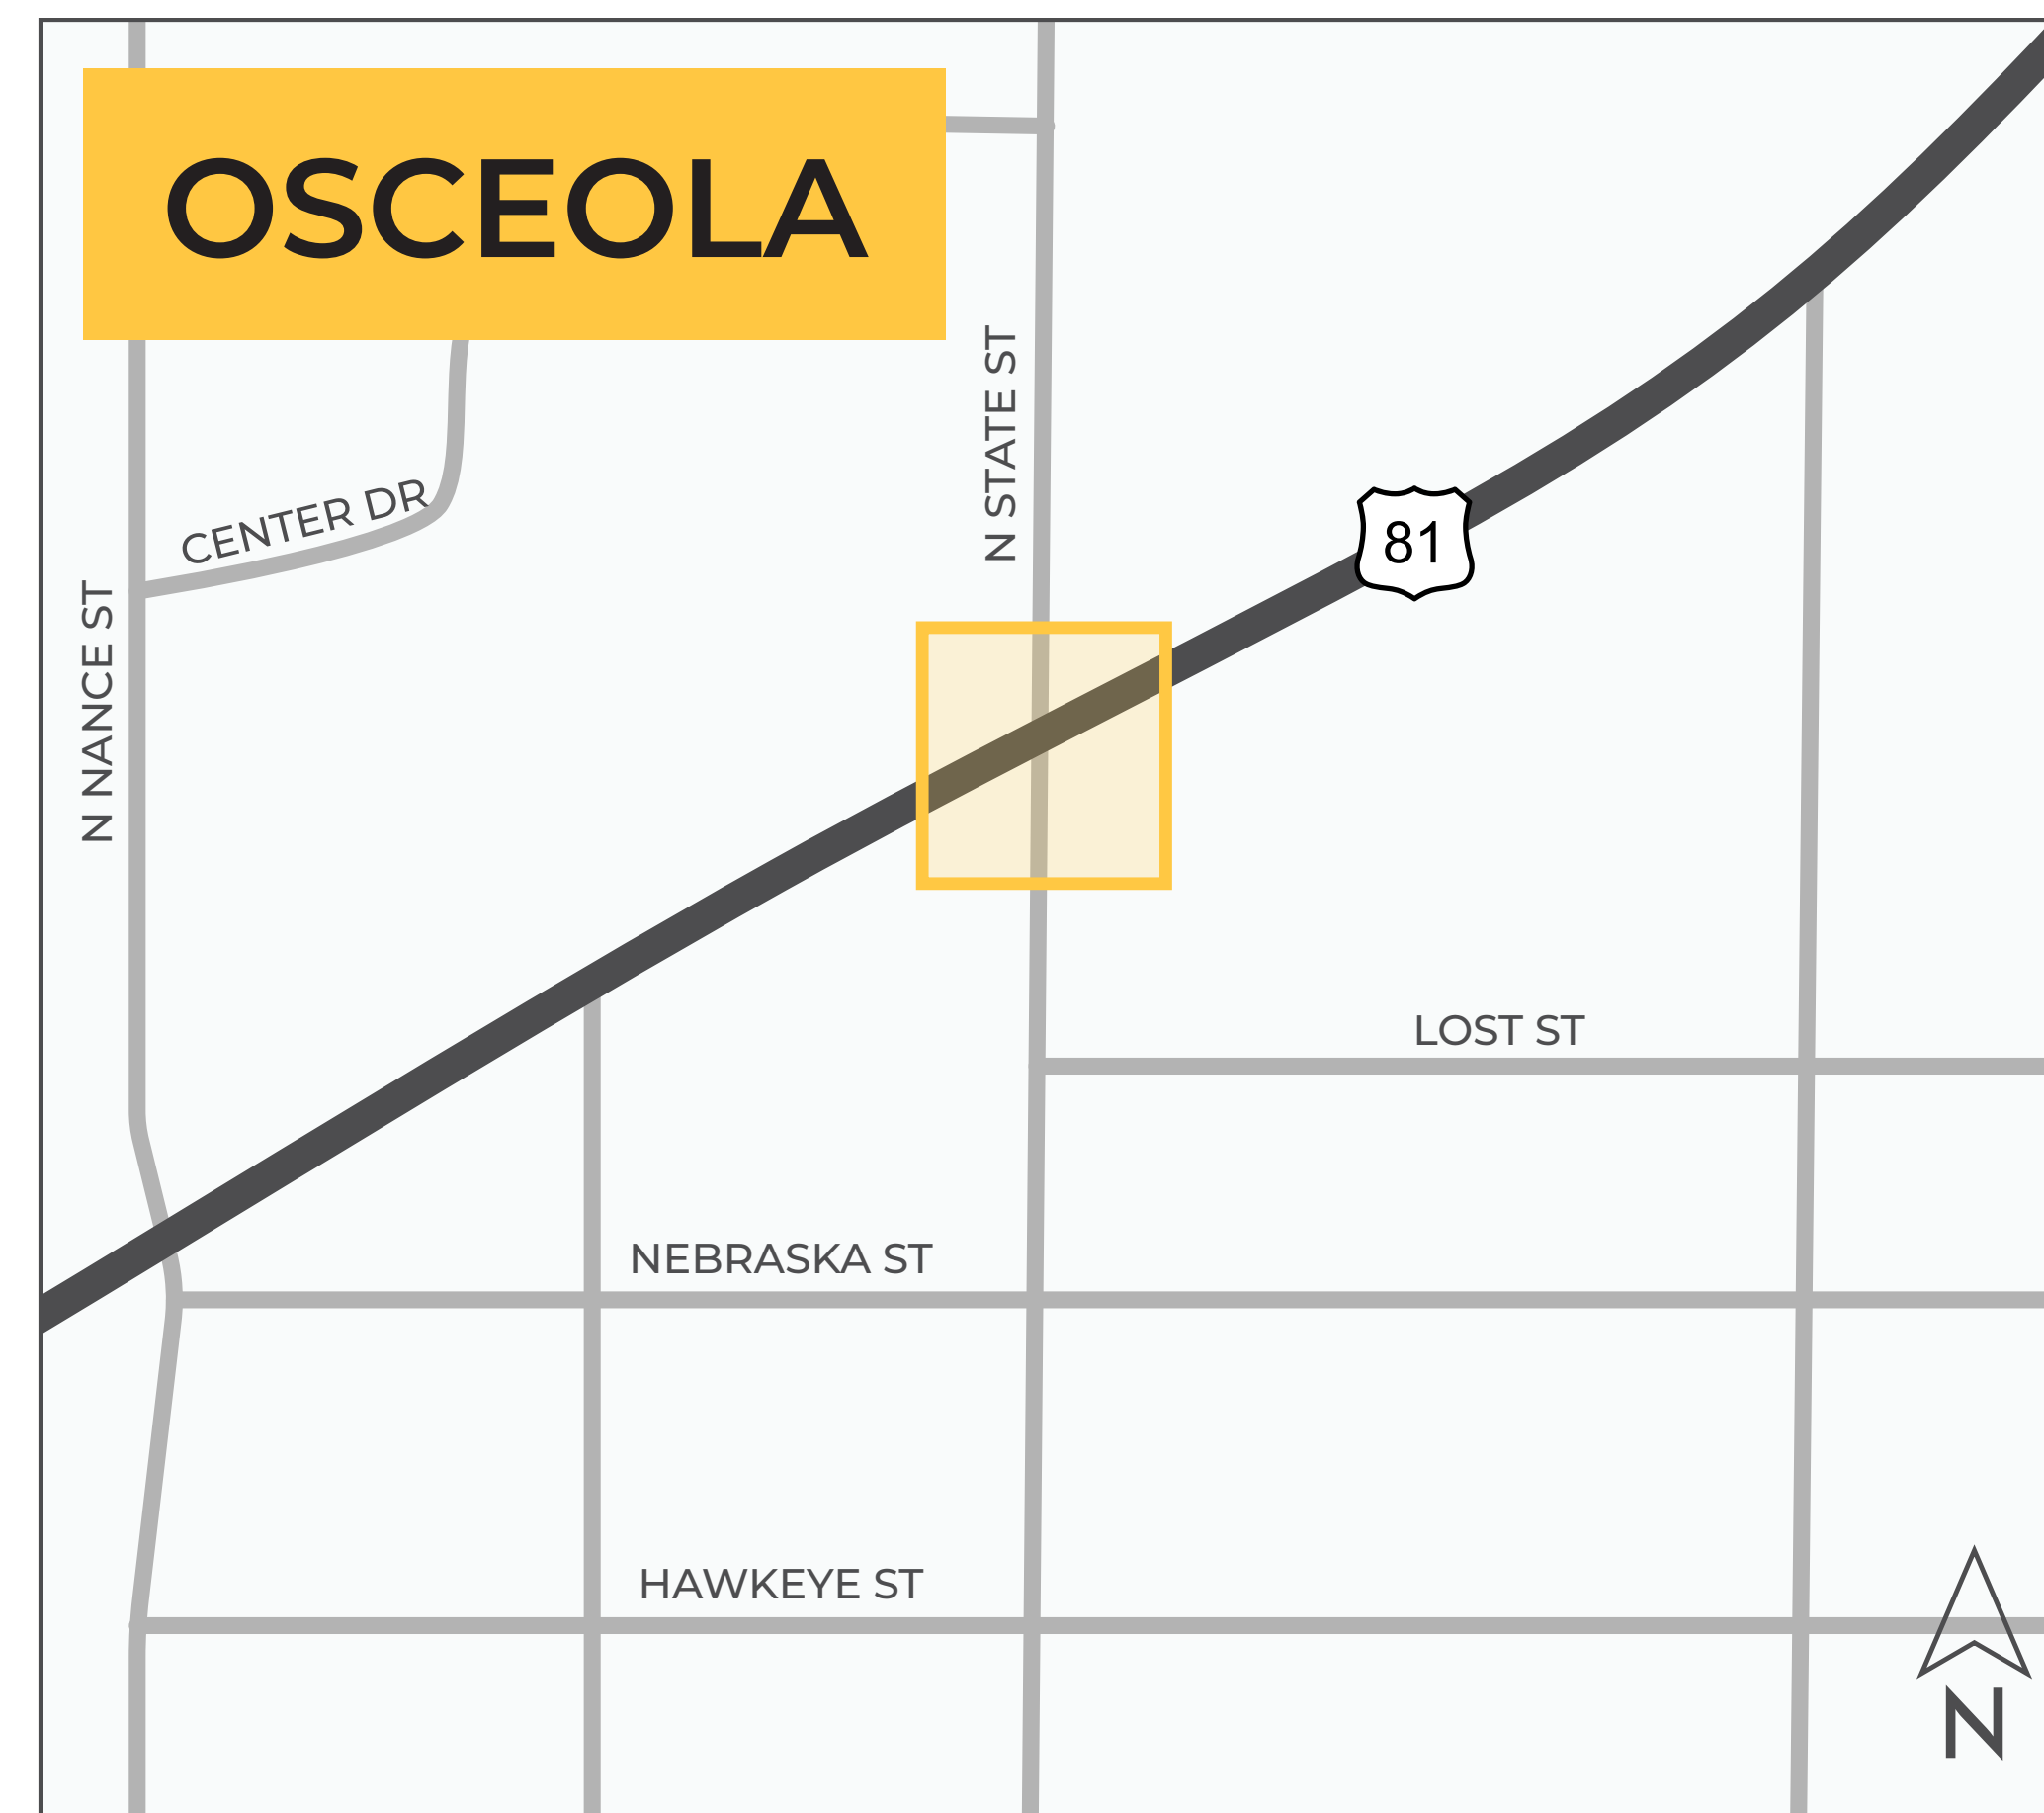 OSCEOLA
N STATE ST
CENTER DR
81
N NANCE ST
LOST ST
NEBRASKA ST
HAWKEYE ST
N